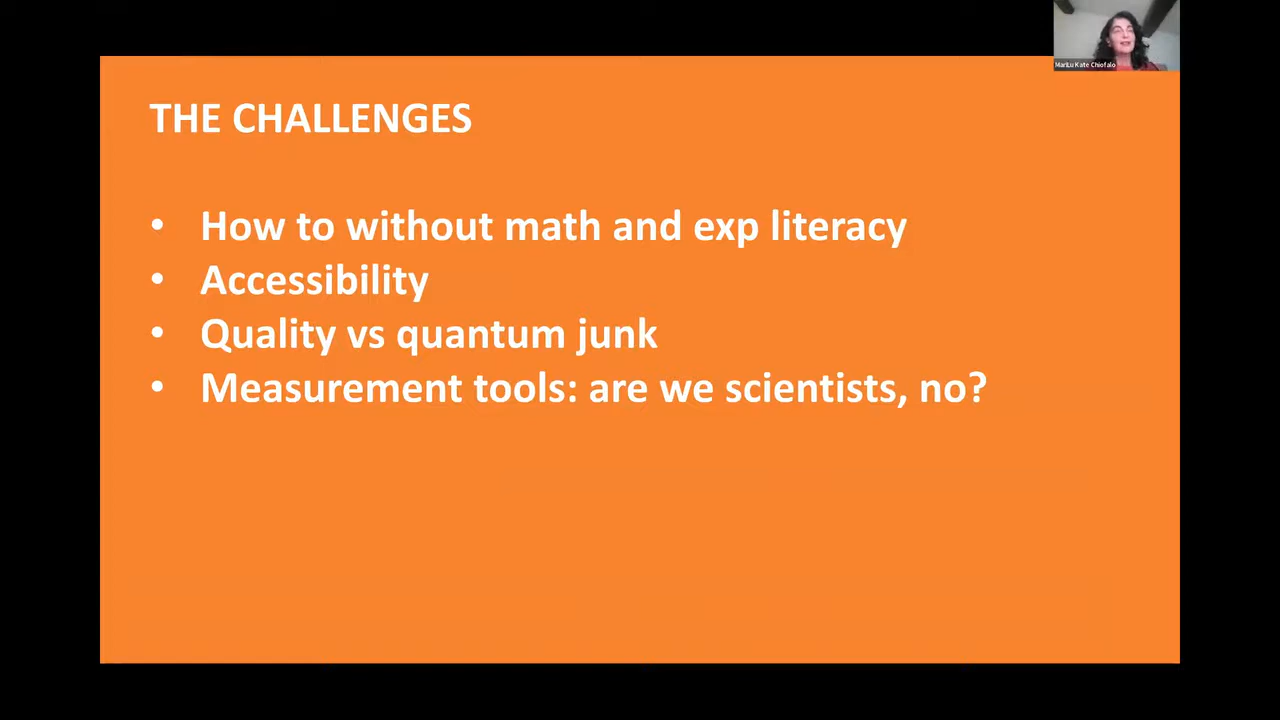 MariLu Kate Chiofalo
THE CHALLENGES
• How to without math and exp literacy
• Accessibility
• Quality vs quantum junk
• Measurement tools: are we scientists, no?